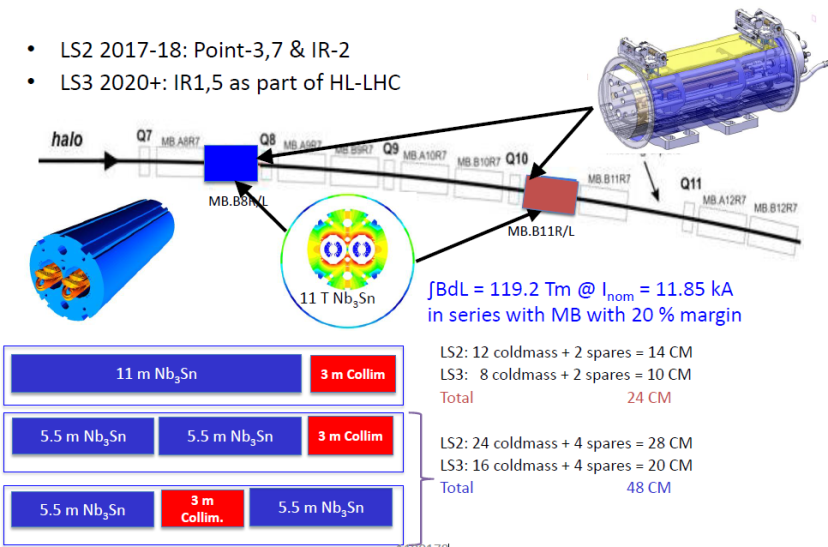 • LS2 2017-18: Point-3,7 & IR-2
• LS3 2020+: IR1,5 as part of HL-LHC
halo
Q7
MB.A8R7
Q8
MB.A9R7
MB.B9R7
Q9
MB.A10R7
MB.B10R7
Q10
MB.B11R7
Q11
MB.A12R7
MB.B12R7
MB.B8R/L
MB.B11R/L
11 T Nb₃Sn
∫BdL = 119.2 Tm @ Inom = 11.85 kA
in series with MB with 20 % margin
11 m Nb₃Sn
3 m Collim
LS2: 12 coldmass + 2 spares = 14 CM
LS3: 8 coldmass + 2 spares = 10 CM
Total 24 CM
5.5 m Nb₃Sn
5.5 m Nb₃Sn
3 m Collim
LS2: 24 coldmass + 4 spares = 28 CM
LS3: 16 coldmass + 4 spares = 20 CM
Total 48 CM
5.5 m Nb₃Sn
3 m
Collim.
5.5 m Nb₃Sn